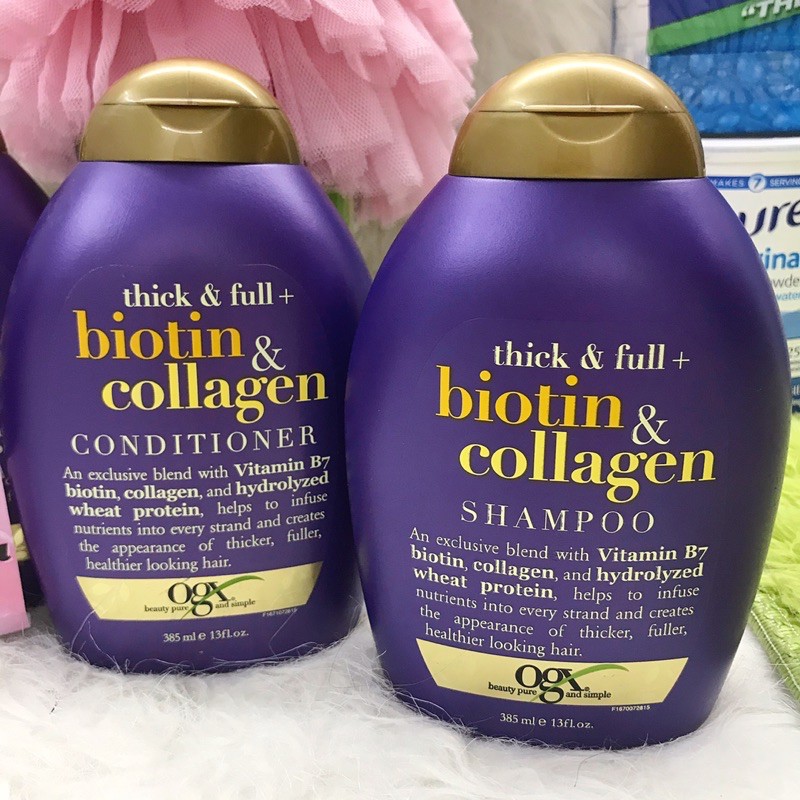 thick & full +
biotin &
collagen
CONDITIONER
An exclusive blend with Vitamin B7
biotin, collagen, and hydrolyzed
wheat protein, helps to infuse
nutrients into every strand and creates
the appearance of thicker, fuller,
healthier looking hair.
ogx
beauty pure and simple
385 ml e 13fl.oz.
thick & full +
biotin &
collagen
SHAMPOO
An exclusive blend with Vitamin B7
biotin, collagen, and hydrolyzed
wheat protein, helps to infuse
nutrients into every strand and creates
the appearance of thicker, fuller,
healthier looking hair.
ogx
beauty pure and simple
385 ml e 13fl.oz.
MAKES 7 SERVING
ure